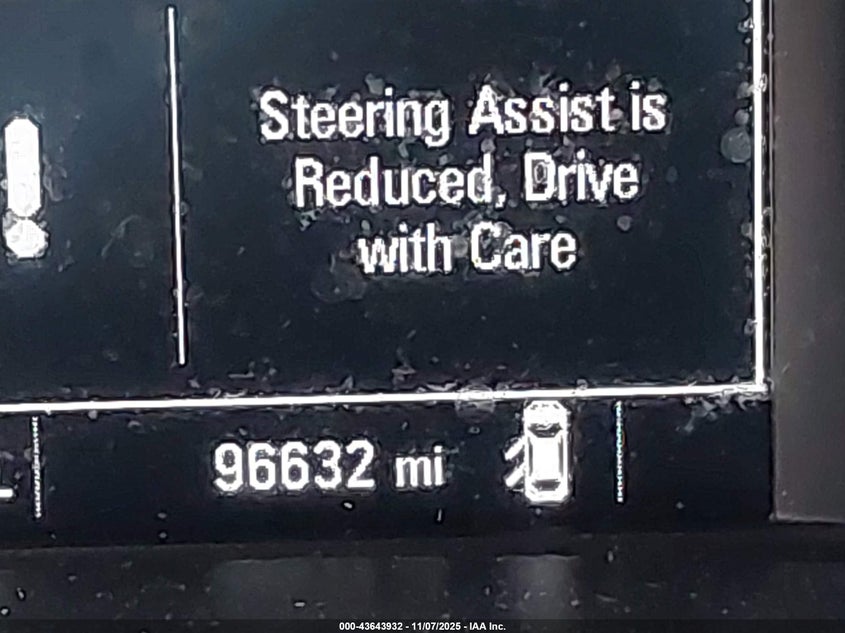 Steering Assist is
Reduced, Drive
with Care
96632 mi
000-43643932 - 11/07/2025 - IAA Inc.